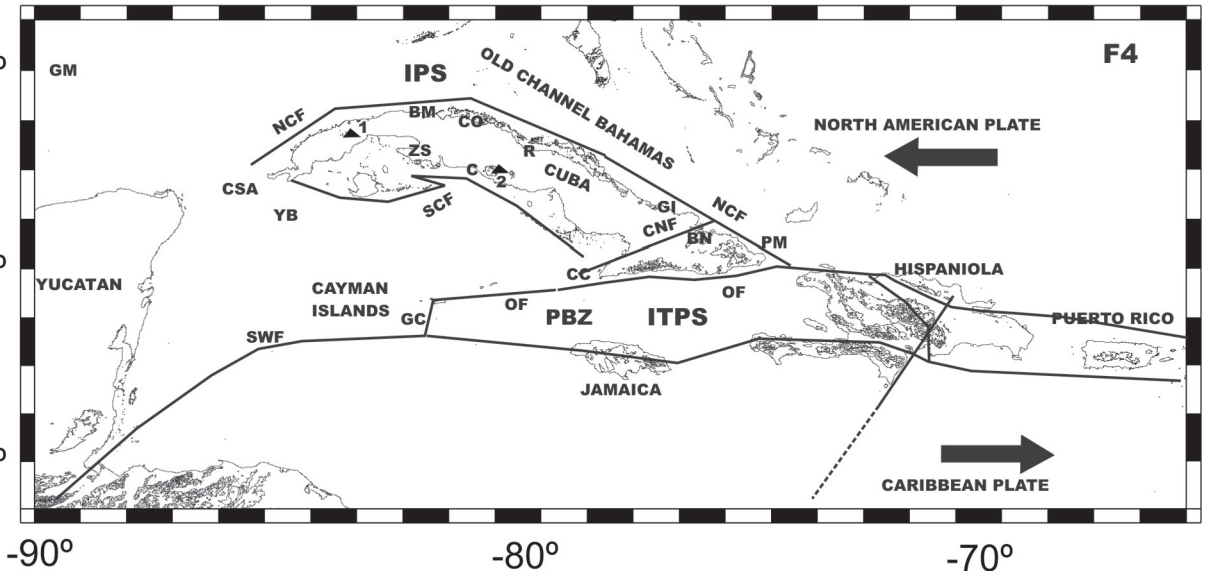 F4
GM
IPS
OLD CHANNEL BAHAMAS
NCF
BM
1
CO
NORTH AMERICAN PLATE
ZS
R
C
2
CUBA
CSA
YB
SCF
GI
NCF
CNF
BN
PM
CC
HISPANIOLA
YUCATAN
CAYMAN
ISLANDS
OF
OF
GC
PBZ
ITPS
PUERTO RICO
SWF
JAMAICA
CARIBBEAN PLATE
-90º
-80º
-70º